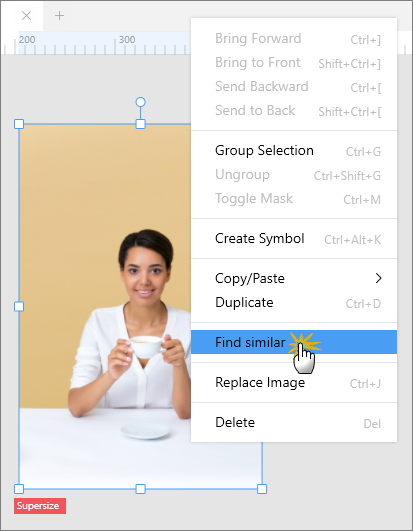 200
300
Bring Forward Ctrl+]
Bring to Front Shift+Ctrl+]
Send Backward Ctrl+[
Send to Back Shift+Ctrl+[
Group Selection Ctrl+G
Ungroup Ctrl+Shift+G
Toggle Mask Ctrl+M
Create Symbol Ctrl+Alt+K
Copy/Paste
Duplicate Ctrl+D
Find similar
Replace Image Ctrl+J
Delete Del
Supersize